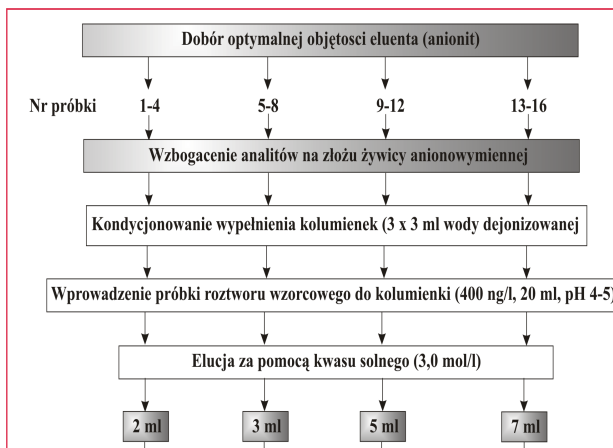 Dobór optymalnej objętosci eluenta (anionit)
Nr próbki 1-4 5-8 9-12 13-16
Wzbogacenie analitów na złożu żywicy anionowymiennej
Kondycjonowanie wypełnienia kolumienek (3 x 3 ml wody dejonizowanej
Wprowadzenie próbki roztworu wzorcowego do kolumienki (400 ng/l, 20 ml, pH 4-5)
Elucja za pomocą kwasu solnego (3,0 mol/l)
2 ml 3 ml 5 ml 7 ml